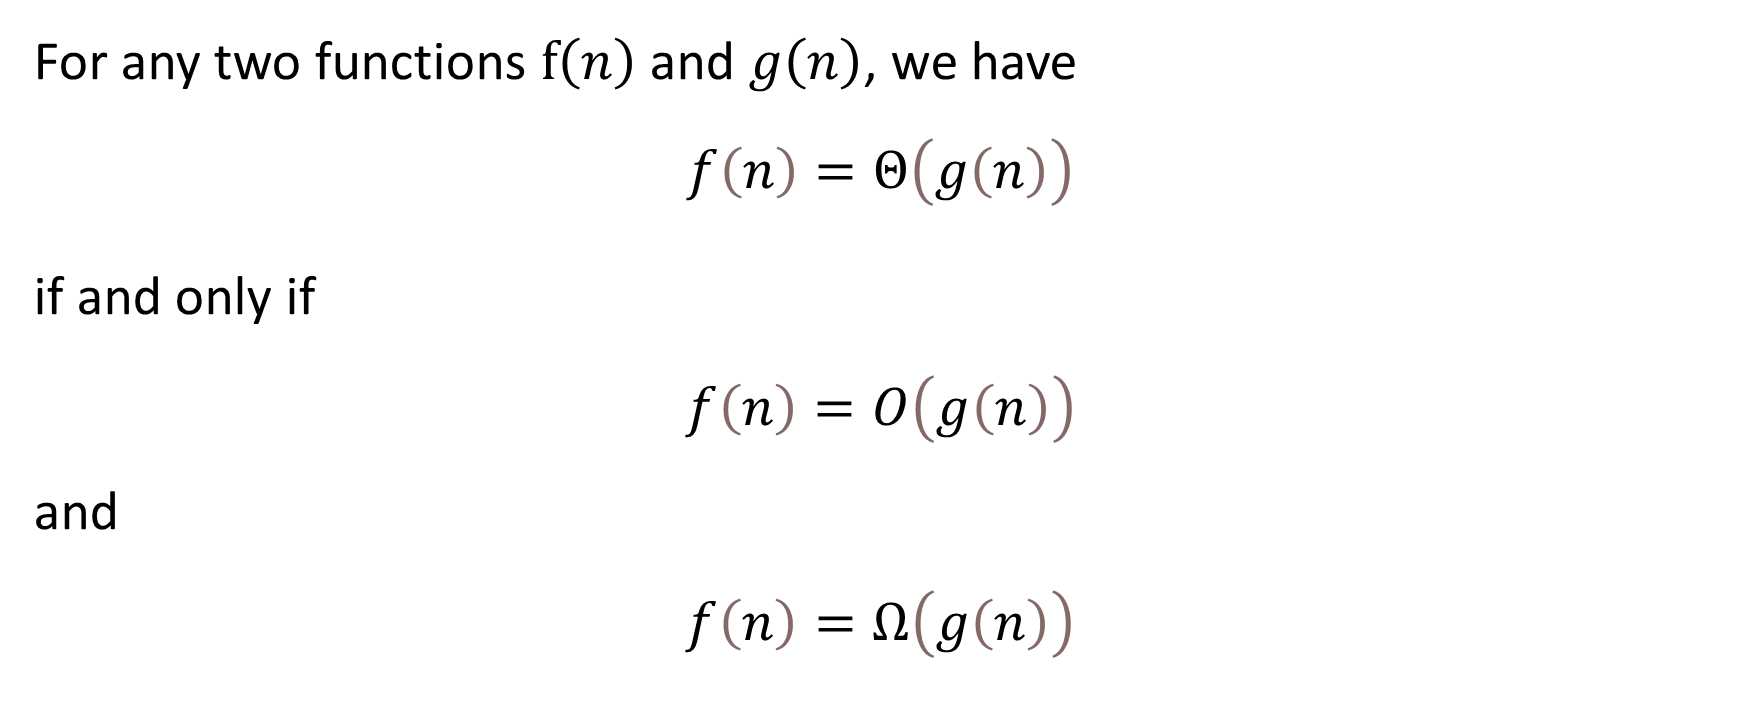 For any two functions f(n) and g(n), we have
f(n) = Θ(g(n))
if and only if
f(n) = O(g(n))
and
f(n) = Ω(g(n))